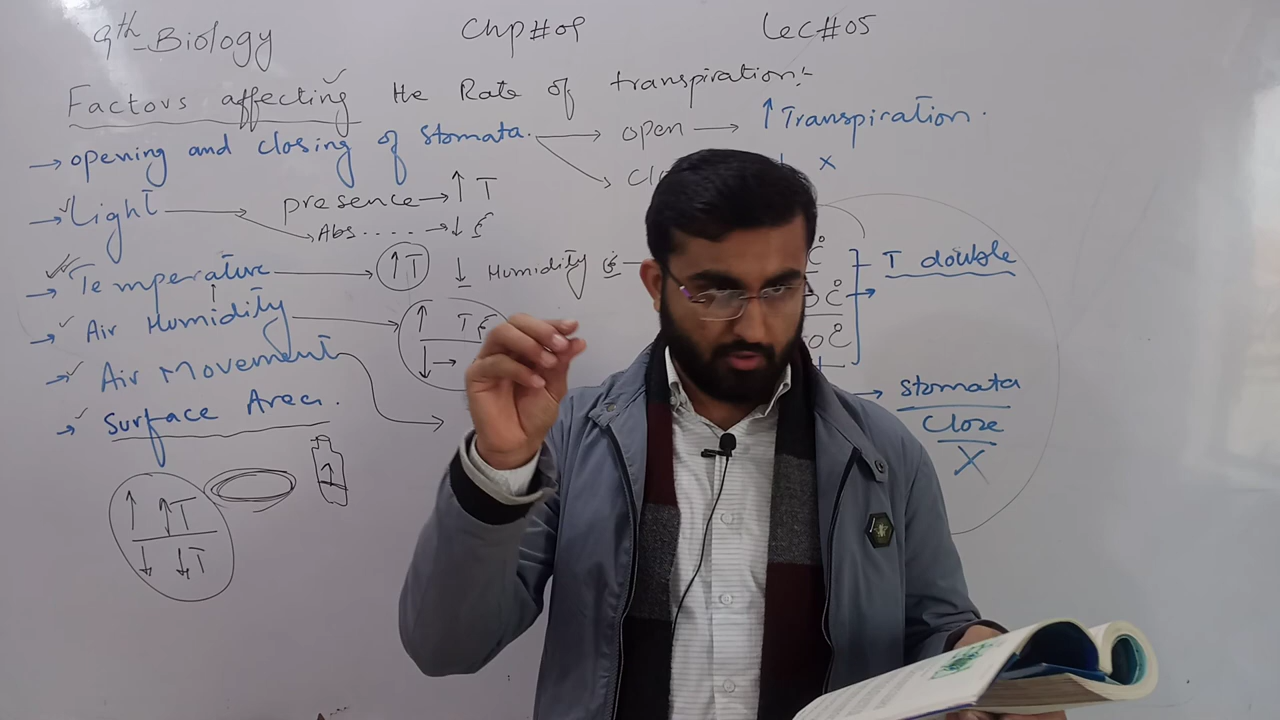 9th Biology Chp#09 Lec#05
Factors affecting the Rate of transpiration:-
→ opening and closing of stomata. → open → ↑ Transpiration.
x
→ Light → presence → ↑ T
Abs.... → ↓
→ Temperature → ↑T ↓ Humidity T double
→ Air Humidity → ↑ T
↓ →
→ Air Movement →
→ Surface Area.
→ stomata
close
X
↑ ↑T
↓ ↓T